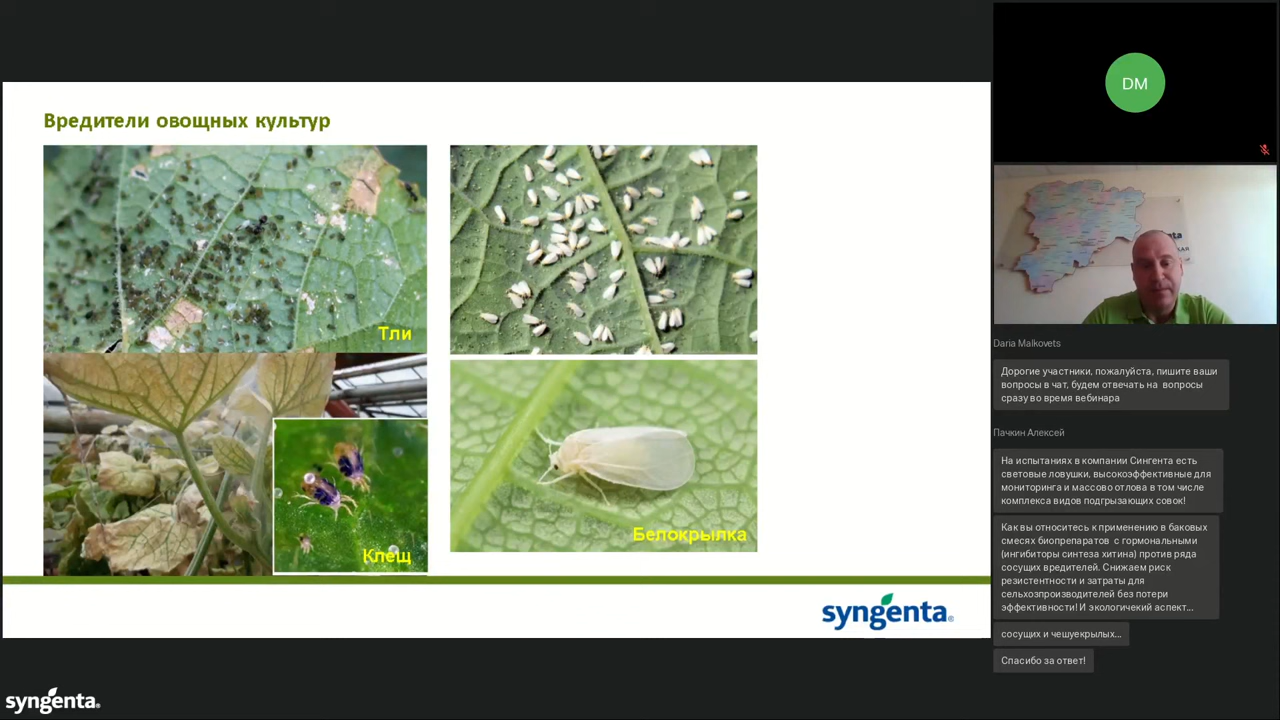 Вредители овощных культур
Тли
Клещ
Белокрылка
syngenta®
syngenta®
DM
Daria Malkovets
Дорогие участники, пожалуйста, пишите ваши
вопросы в чат, будем отвечать на вопросы
сразу во время вебинара
Пачкин Алексей
На испытаниях в компании Сингента есть
световые ловушки, высокоэффективные для
мониторинга и массово отлова в том числе
комплекса видов подгрызающих совок!
Как вы относитесь к применению в баковых
смесях биопрепаратов с гормональными
(ингибиторы синтеза хитина) против ряда
сосущих вредителей. Снижаем риск
резистентности и затраты для
сельхозпроизводителей без потери
эффективности! И экологичекий аспект...
сосущих и чешуекрылых...
Спасибо за ответ!